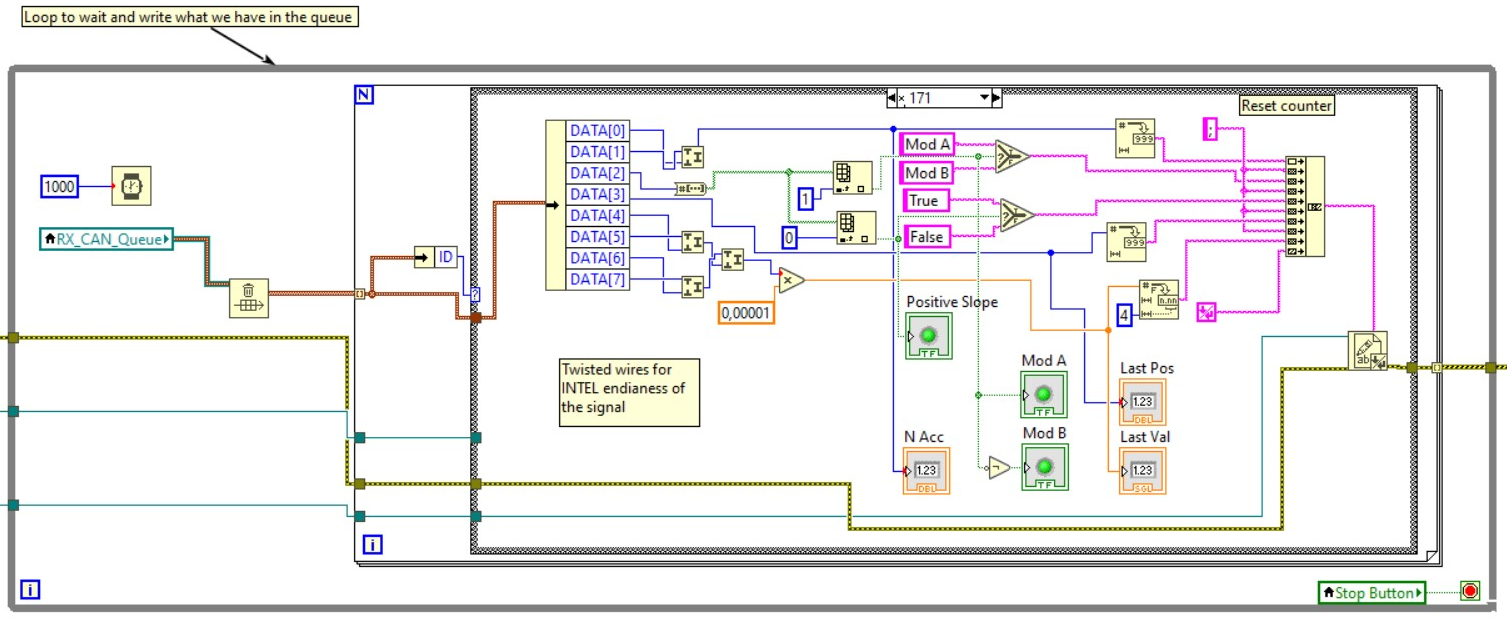 Loop to wait and write what we have in the queue
N
171
Reset counter
DATA[0]
DATA[1]
DATA[2]
DATA[3]
DATA[4]
DATA[5]
DATA[6]
DATA[7]
Mod A
Mod B
True
False
;
1000
1
0
RX_CAN_Queue
ID
?
0,00001
4
Positive Slope
TF
Twisted wires for
INTEL endianess of
the signal
Mod A
TF
Last Pos
1.23
DBL
N Acc
1.23
DBL
Mod B
TF
Last Val
1.23
SGL
i
i
Stop Button